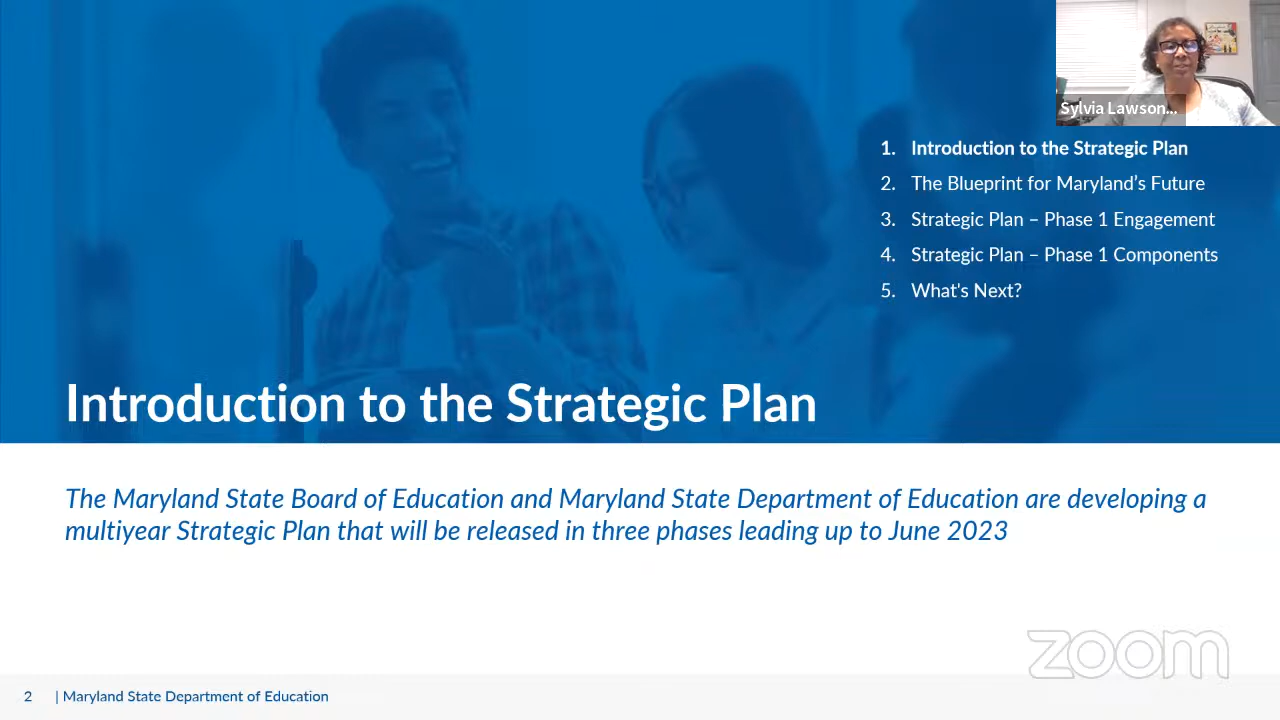 Sylvia Lawson...
1. Introduction to the Strategic Plan
2. The Blueprint for Maryland's Future
3. Strategic Plan – Phase 1 Engagement
4. Strategic Plan – Phase 1 Components
5. What's Next?
Introduction to the Strategic Plan
The Maryland State Board of Education and Maryland State Department of Education are developing a
multiyear Strategic Plan that will be released in three phases leading up to June 2023
zoom
2 | Maryland State Department of Education